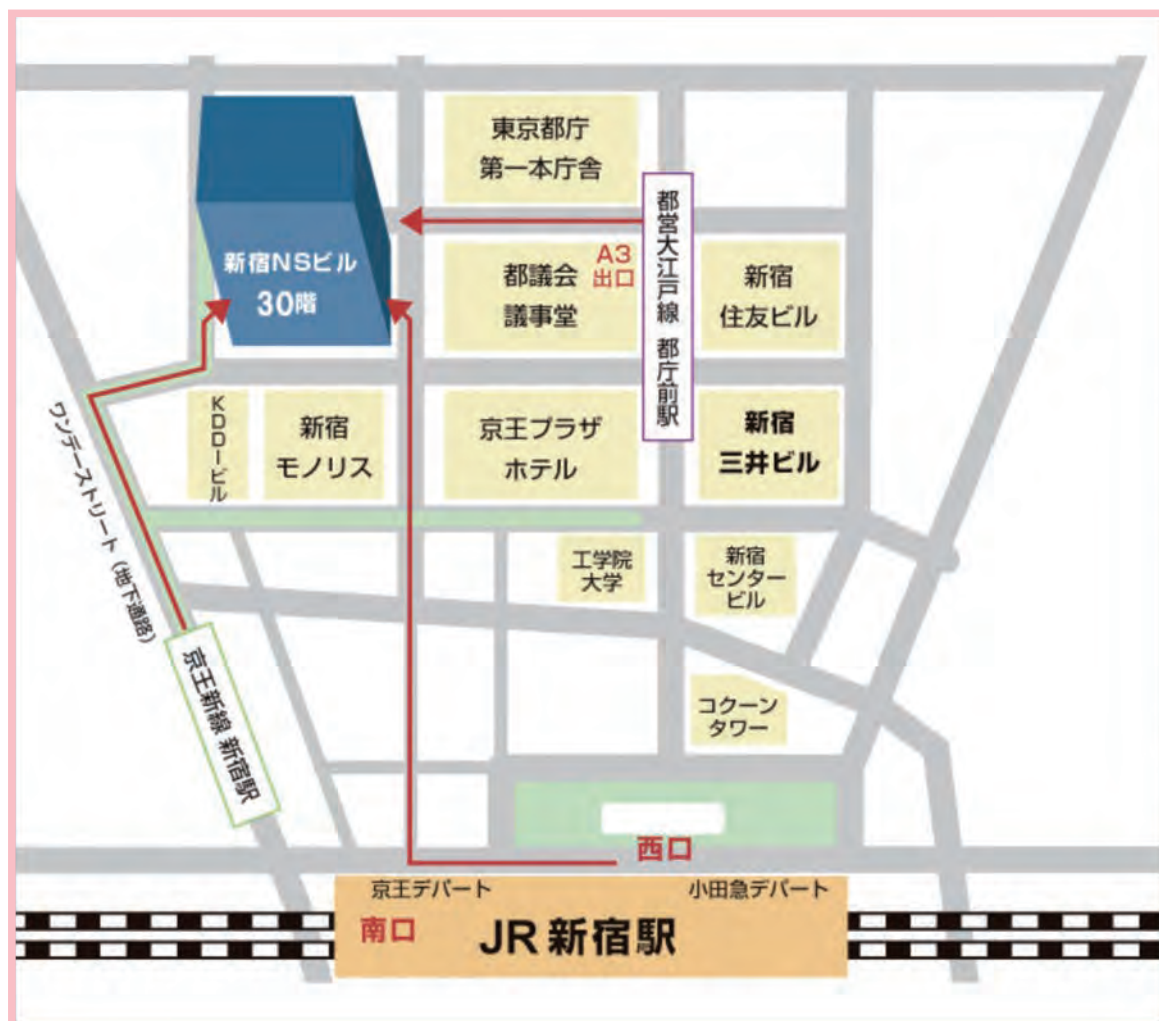 東京都庁
第一本庁舎
都営大江戸線 都庁前駅
新宿NSビル
30階
都議会
議事堂
A3
出口
新宿
住友ビル
KDDIビル
新宿
モノリス
京王プラザ
ホテル
新宿
三井ビル
ワンデーストリート（地下通路）
工学院
大学
新宿
センター
ビル
京王新線 新宿駅
コクーン
タワー
西口
京王デパート
小田急デパート
南口
JR新宿駅